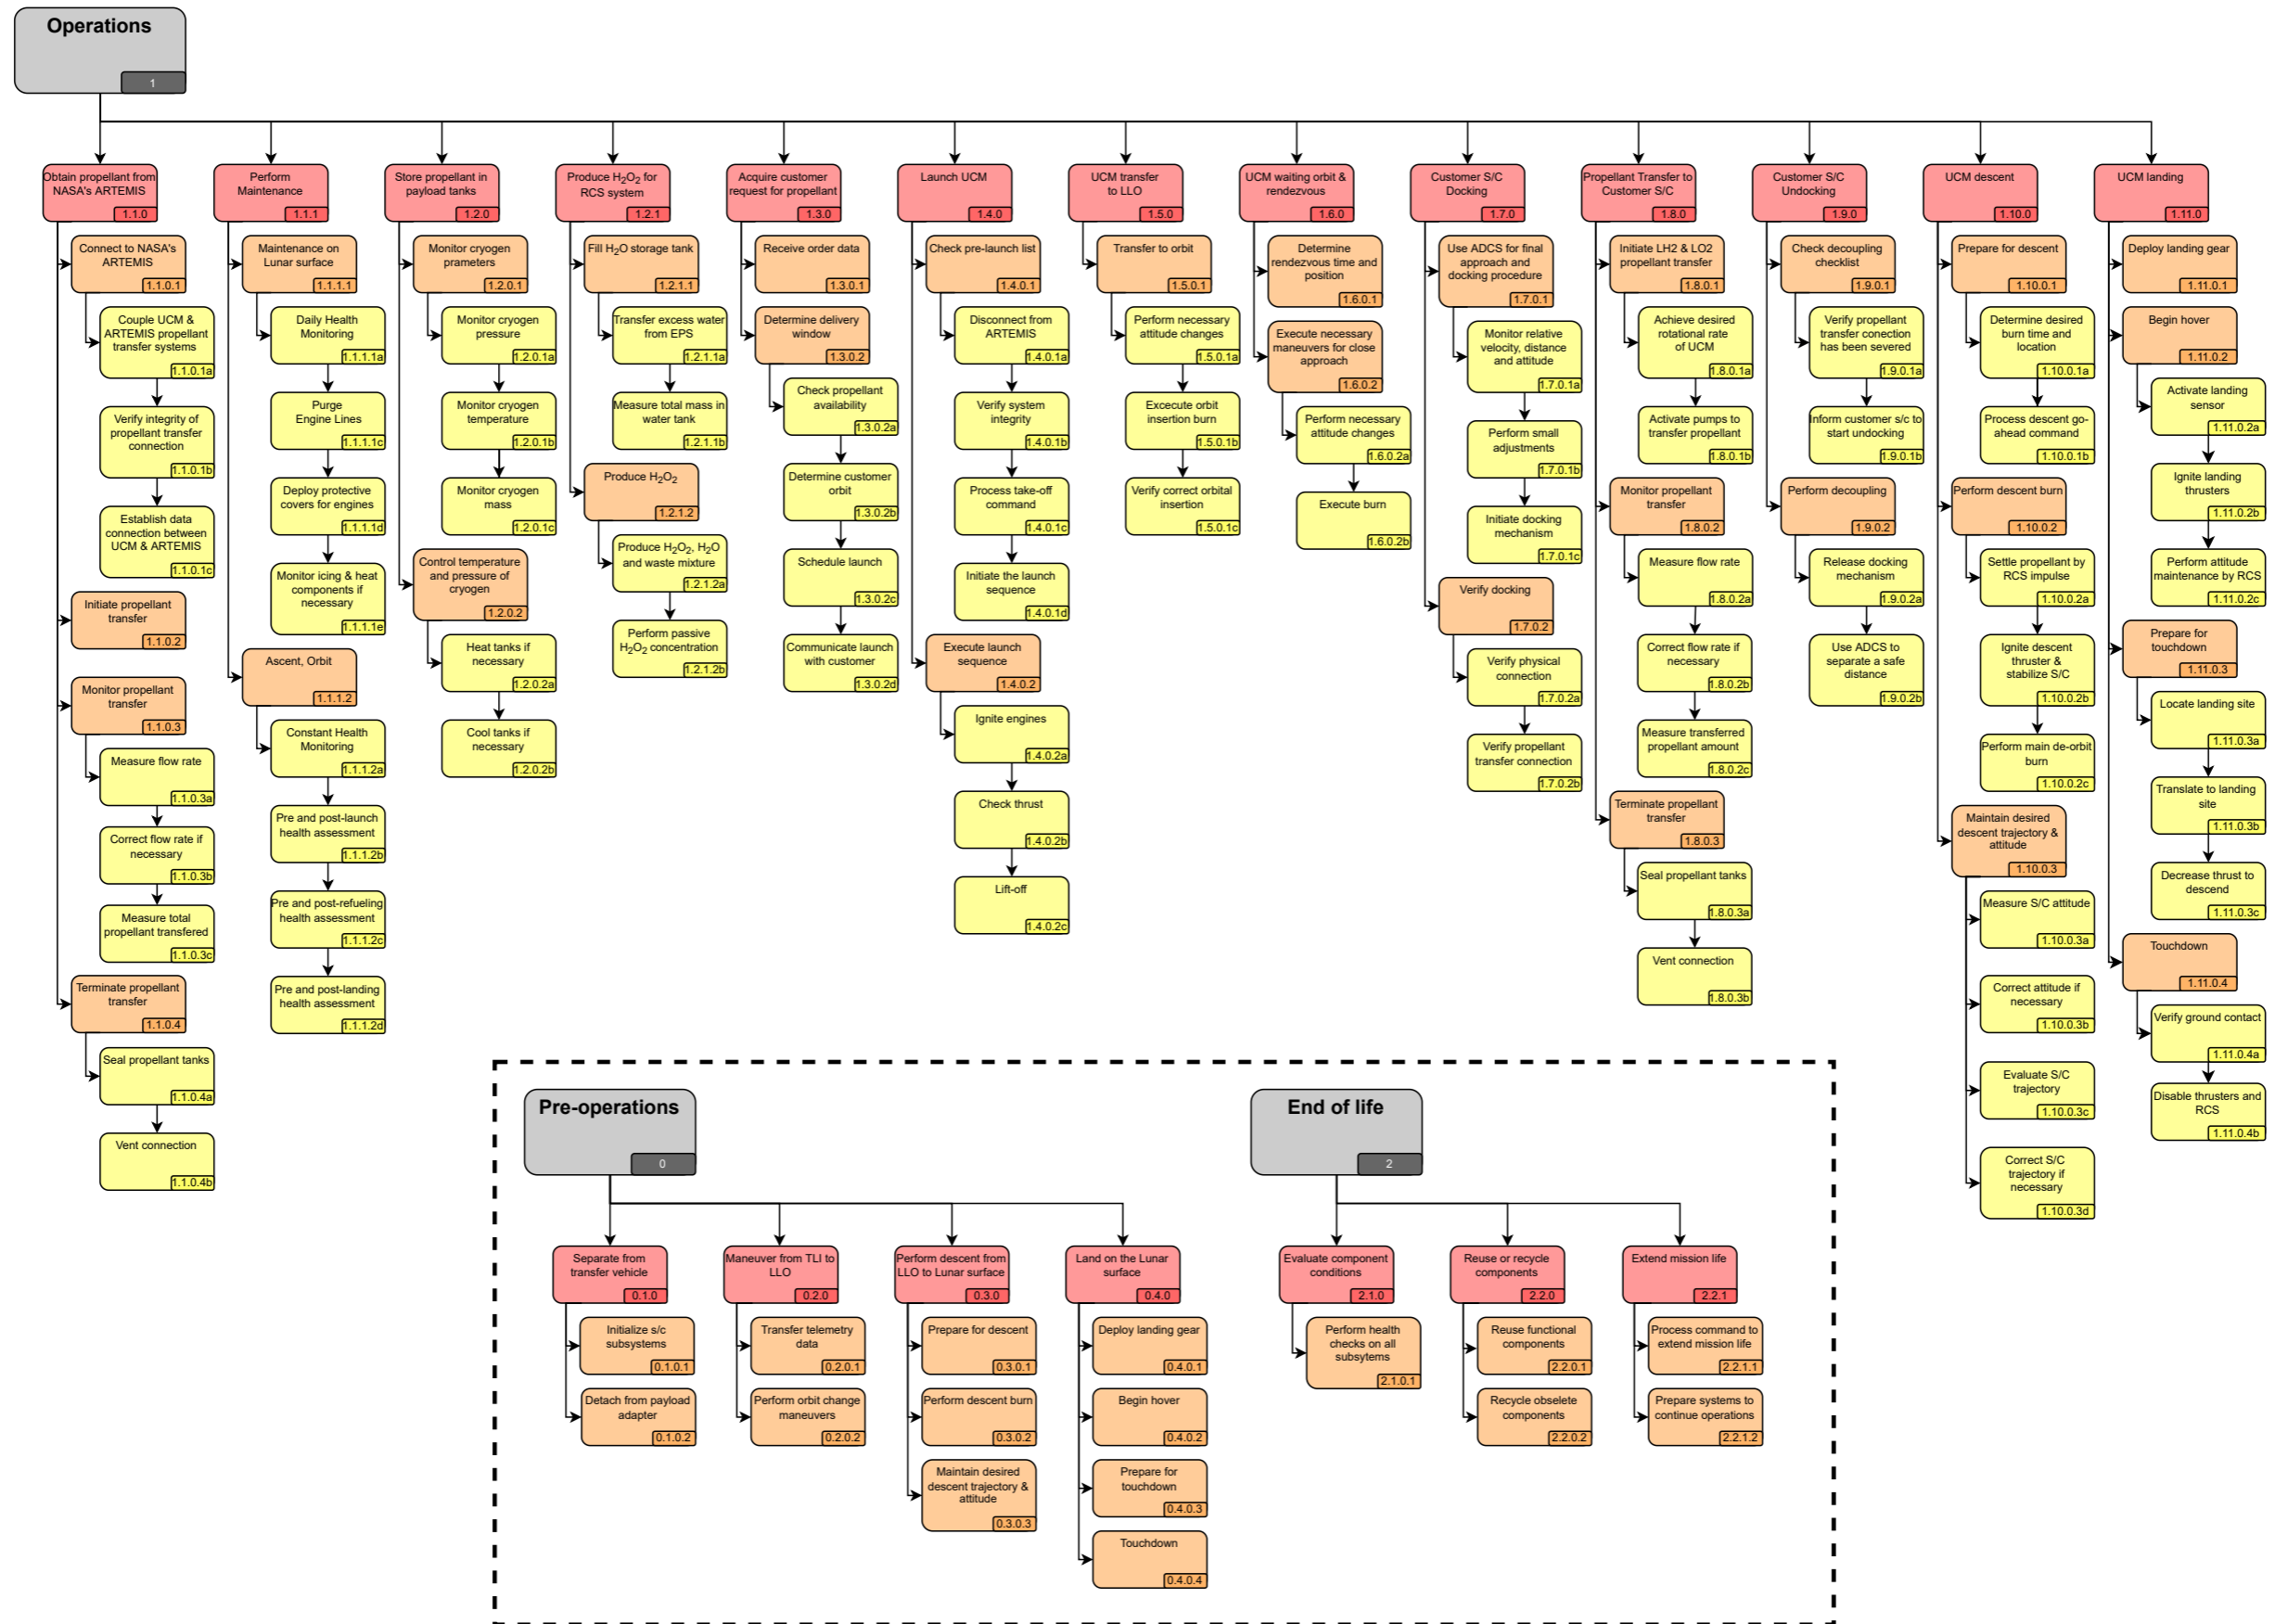 Operations
1
Obtain propellant from
NASA's ARTEMIS
1.1.0
Connect to NASA's
ARTEMIS
1.1.0.1
Couple UCM &
ARTEMIS propellant
transfer systems
1.1.0.1a
Verify integrity of
propellant transfer
connection
1.1.0.1b
Establish data
connection between
UCM & ARTEMIS
1.1.0.1c
Initiate propellant
transfer
1.1.0.2
Monitor propellant
transfer
1.1.0.3
Measure flow rate
1.1.0.3a
Correct flow rate if
necessary
1.1.0.3b
Measure total
propellant transfered
1.1.0.3c
Terminate propellant
transfer
1.1.0.4
Seal propellant tanks
1.1.0.4a
Vent connection
1.1.0.4b
Perform
Maintenance
1.1.1
Maintenance on
Lunar surface
1.1.1.1
Daily Health
Monitoring
1.1.1.1a
Purge
Engine Lines
1.1.1.1c
Deploy protective
covers for engines
1.1.1.1d
Monitor icing & heat
components if
necessary
1.1.1.1e
Ascent, Orbit
1.1.1.2
Constant Health
Monitoring
1.1.1.2a
Pre and post-launch
health assessment
1.1.1.2b
Pre and post-refueling
health assessment
1.1.1.2c
Pre and post-landing
health assessment
1.1.1.2d
Store propellant in
payload tanks
1.2.0
Monitor cryogen
prameters
1.2.0.1
Monitor cryogen
pressure
1.2.0.1a
Monitor cryogen
temperature
1.2.0.1b
Monitor cryogen
mass
1.2.0.1c
Control temperature
and pressure of
cryogen
1.2.0.2
Heat tanks if
necessary
1.2.0.2a
Cool tanks if
necessary
1.2.0.2b
Produce H₂O₂ for
RCS system
1.2.1
Fill H₂O storage tank
1.2.1.1
Transfer excess water
from EPS
1.2.1.1a
Measure total mass in
water tank
1.2.1.1b
Produce H₂O₂
1.2.1.2
Produce H₂O₂, H₂O
and waste mixture
1.2.1.2a
Perform passive
H₂O₂ concentration
1.2.1.2b
Acquire customer
request for propellant
1.3.0
Receive order data
1.3.0.1
Determine delivery
window
1.3.0.2
Check propellant
availability
1.3.0.2a
Determine customer
orbit
1.3.0.2b
Schedule launch
1.3.0.2c
Communicate launch
with customer
1.3.0.2d
Launch UCM
1.4.0
Check pre-launch list
1.4.0.1
Disconnect from
ARTEMIS
1.4.0.1a
Verify system
integrity
1.4.0.1b
Process take-off
command
1.4.0.1c
Initiate the launch
sequence
1.4.0.1d
Execute launch
sequence
1.4.0.2
Ignite engines
1.4.0.2a
Check thrust
1.4.0.2b
Lift-off
1.4.0.2c
UCM transfer
to LLO
1.5.0
Transfer to orbit
1.5.0.1
Perform necessary
attitude changes
1.5.0.1a
Excecute orbit
insertion burn
1.5.0.1b
Verify correct orbital
insertion
1.5.0.1c
UCM waiting orbit &
rendezvous
1.6.0
Determine
rendezvous time and
position
1.6.0.1
Execute necessary
maneuvers for close
approach
1.6.0.2
Perform necessary
attitude changes
1.6.0.2a
Execute burn
1.6.0.2b
Customer S/C
Docking
1.7.0
Use ADCS for final
approach and
docking procedure
1.7.0.1
Monitor relative
velocity, distance
and attitude
1.7.0.1a
Perform small
adjustments
1.7.0.1b
Initiate docking
mechanism
1.7.0.1c
Verify docking
1.7.0.2
Verify physical
connection
1.7.0.2a
Verify propellant
transfer connection
1.7.0.2b
Propellant Transfer to
Customer S/C
1.8.0
Initiate LH2 & LO2
propellant transfer
1.8.0.1
Achieve desired
rotational rate
of UCM
1.8.0.1a
Activate pumps to
transfer propellant
1.8.0.1b
Monitor propellant
transfer
1.8.0.2
Measure flow rate
1.8.0.2a
Correct flow rate if
necessary
1.8.0.2b
Measure transferred
propellant amount
1.8.0.2c
Terminate propellant
transfer
1.8.0.3
Seal propellant tanks
1.8.0.3a
Vent connection
1.8.0.3b
Customer S/C
Undocking
1.9.0
Check decoupling
checklist
1.9.0.1
Verify propellant
transfer conection
has been severed
1.9.0.1a
Inform customer s/c to
start undocking
1.9.0.1b
Perform decoupling
1.9.0.2
Release docking
mechanism
1.9.0.2a
Use ADCS to
separate a safe
distance
1.9.0.2b
UCM descent
1.10.0
Prepare for descent
1.10.0.1
Determine desired
burn time and
location
1.10.0.1a
Process descent go-
ahead command
1.10.0.1b
Perform descent burn
1.10.0.2
Settle propellant by
RCS impulse
1.10.0.2a
Ignite descent
thruster &
stabilize S/C
1.10.0.2b
Perform main de-orbit
burn
1.10.0.2c
Maintain desired
descent trajectory &
attitude
1.10.0.3
Measure S/C attitude
1.10.0.3a
Correct attitude if
necessary
1.10.0.3b
Evaluate S/C
trajectory
1.10.0.3c
Correct S/C
trajectory if
necessary
1.10.0.3d
UCM landing
1.11.0
Deploy landing gear
1.11.0.1
Begin hover
1.11.0.2
Activate landing
sensor
1.11.0.2a
Ignite landing
thrusters
1.11.0.2b
Perform attitude
maintenance by RCS
1.11.0.2c
Prepare for
touchdown
1.11.0.3
Locate landing site
1.11.0.3a
Translate to landing
site
1.11.0.3b
Decrease thrust to
descend
1.11.0.3c
Touchdown
1.11.0.4
Verify ground contact
1.11.0.4a
Disable thrusters and
RCS
1.11.0.4b
Pre-operations
0
Separate from
transfer vehicle
0.1.0
Initialize s/c
subsystems
0.1.0.1
Detach from payload
adapter
0.1.0.2
Maneuver from TLI to
LLO
0.2.0
Transfer telemetry
data
0.2.0.1
Perform orbit change
maneuvers
0.2.0.2
Perform descent from
LLO to Lunar surface
0.3.0
Prepare for descent
0.3.0.1
Perform descent burn
0.3.0.2
Maintain desired
descent trajectory &
attitude
0.3.0.3
Land on the Lunar
surface
0.4.0
Deploy landing gear
0.4.0.1
Begin hover
0.4.0.2
Prepare for
touchdown
0.4.0.3
Touchdown
0.4.0.4
End of life
2
Evaluate component
conditions
2.1.0
Perform health
checks on all
subsytems
2.1.0.1
Reuse or recycle
components
2.2.0
Reuse functional
components
2.2.0.1
Recycle obselete
components
2.2.0.2
Extend mission life
2.2.1
Process command to
extend mission life
2.2.1.1
Prepare systems to
continue operations
2.2.1.2